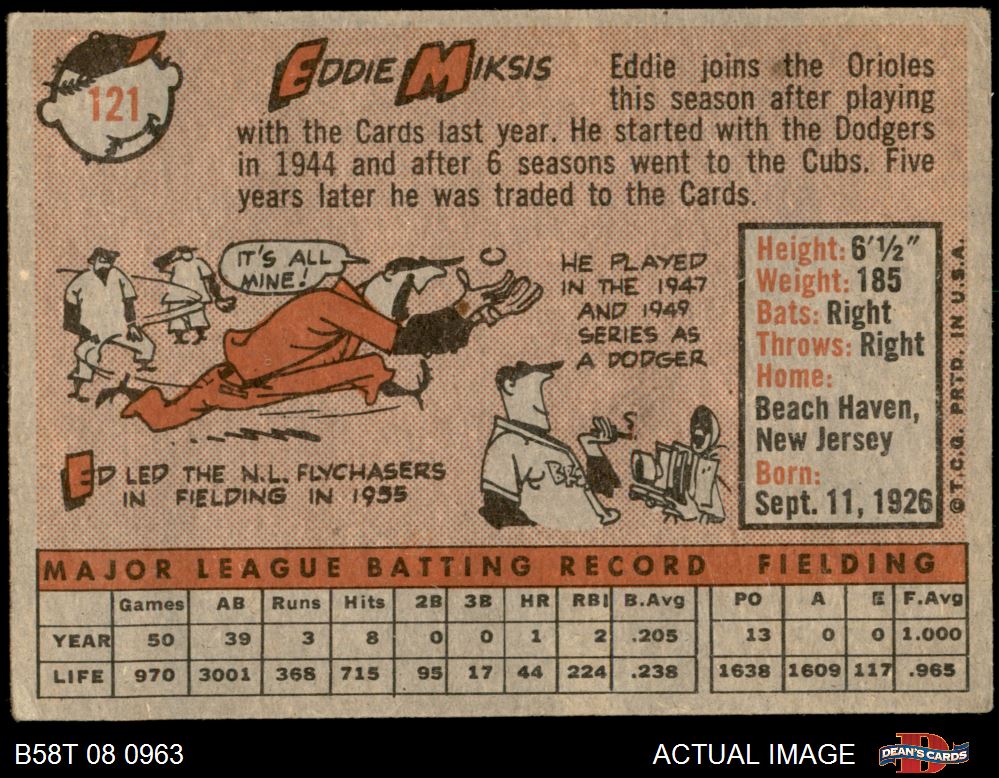 121
EDDIE MIKSIS
Eddie joins the Orioles
this season after playing
with the Cards last year. He started with the Dodgers
in 1944 and after 6 seasons went to the Cubs. Five
years later he was traded to the Cards.
IT'S ALL
MINE!
HE PLAYED
IN THE 1947
AND 1949
SERIES AS
A DODGER
ED LED THE N.L. FLYCHASERS
IN FIELDING IN 1955
Height: 6'½"
Weight: 185
Bats: Right
Throws: Right
Home:
Beach Haven,
New Jersey
Born:
Sept. 11, 1926
©T.C.G. PRTD. IN U.S.A.
MAJOR LEAGUE BATTING RECORD FIELDING
Games AB Runs Hits 2B 3B HR RBI B.Avg PO A E F.Avg
YEAR 50 39 3 8 0 0 1 2 .205 13 0 0 1.000
LIFE 970 3001 368 715 95 17 44 224 .238 1638 1609 117 .965
B58T 08 0963 ACTUAL IMAGE DEAN'S CARDS